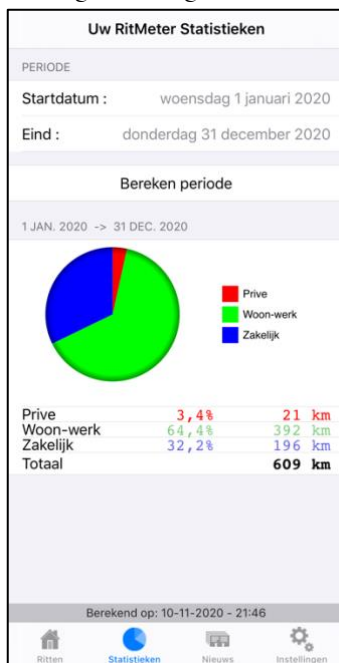 Uw RitMeter Statistieken
PERIODE
Startdatum : woensdag 1 januari 2020
Eind : donderdag 31 december 2020
Bereken periode
1 JAN. 2020 -> 31 DEC. 2020
Prive
Woon-werk
Zakelijk
Prive 3,4% 21 km
Woon-werk 64,4% 392 km
Zakelijk 32,2% 196 km
Totaal 609 km
Berekend op: 10-11-2020 - 21:46
Ritten Statistieken Nieuws Instellingen